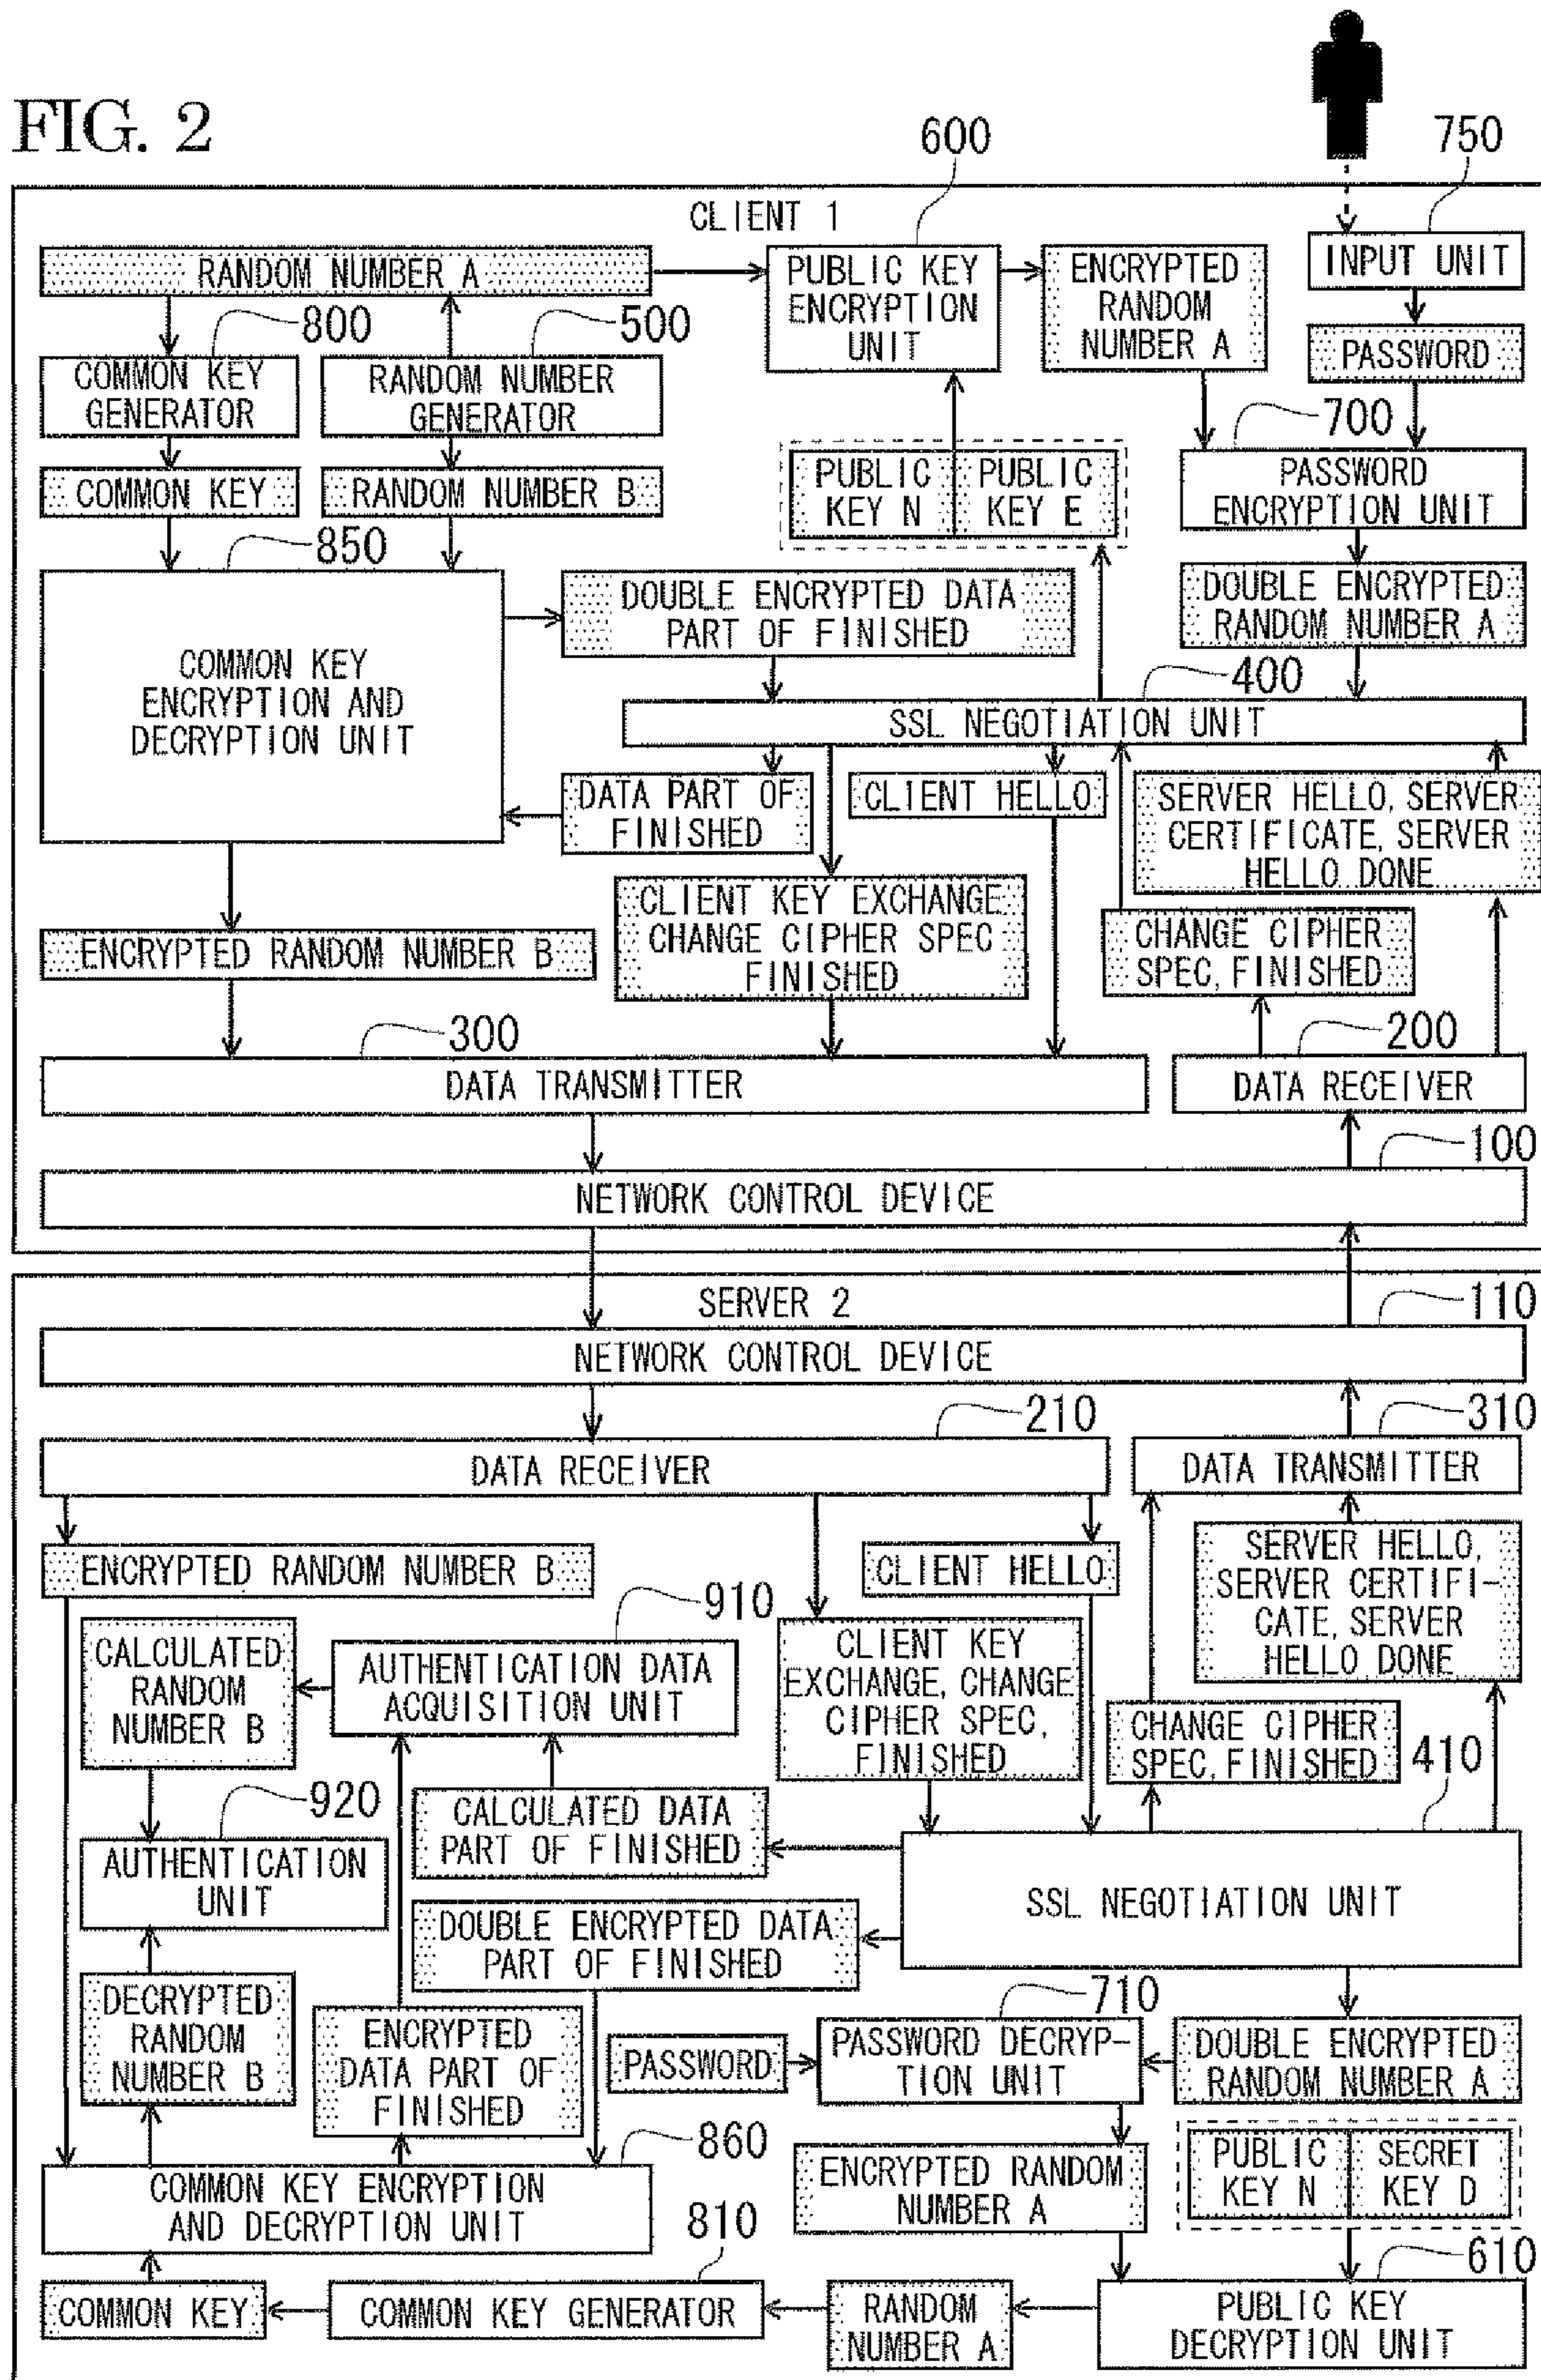 FIG. 2
600
750
CLIENT 1
RANDOM NUMBER A
PUBLIC KEY
ENCRYPTION
UNIT
ENCRYPTED
RANDOM
NUMBER A
INPUT UNIT
800
500
PASSWORD
COMMON KEY
GENERATOR
RANDOM NUMBER
GENERATOR
700
COMMON KEY
RANDOM NUMBER B
PUBLIC
KEY N
PUBLIC
KEY E
PASSWORD
ENCRYPTION UNIT
850
DOUBLE ENCRYPTED DATA
PART OF FINISHED
DOUBLE ENCRYPTED
RANDOM NUMBER A
COMMON KEY
ENCRYPTION AND
DECRYPTION UNIT
400
SSL NEGOTIATION UNIT
DATA PART OF
FINISHED
CLIENT HELLO
SERVER HELLO, SERVER
CERTIFICATE, SERVER
HELLO DONE
CLIENT KEY EXCHANGE
CHANGE CIPHER SPEC
FINISHED
CHANGE CIPHER
SPEC, FINISHED
ENCRYPTED RANDOM NUMBER B
300
200
DATA TRANSMITTER
DATA RECEIVER
100
NETWORK CONTROL DEVICE
SERVER 2
110
NETWORK CONTROL DEVICE
210
310
DATA RECEIVER
DATA TRANSMITTER
ENCRYPTED RANDOM NUMBER B
CLIENT HELLO
SERVER HELLO,
SERVER CERTIFI-
CATE, SERVER
HELLO DONE
910
CALCULATED
RANDOM
NUMBER B
AUTHENTICATION DATA
ACQUISITION UNIT
CLIENT KEY
EXCHANGE, CHANGE
CIPHER SPEC,
FINISHED
CHANGE CIPHER
SPEC, FINISHED
410
920
CALCULATED DATA
PART OF FINISHED
AUTHENTICATION
UNIT
SSL NEGOTIATION UNIT
DOUBLE ENCRYPTED DATA
PART OF FINISHED
DECRYPTED
RANDOM
NUMBER B
710
ENCRYPTED
DATA PART OF
FINISHED
PASSWORD
PASSWORD DECRYP-
TION UNIT
DOUBLE ENCRYPTED
RANDOM NUMBER A
860
COMMON KEY ENCRYPTION
AND DECRYPTION UNIT
ENCRYPTED RANDOM
NUMBER A
PUBLIC
KEY N
SECRET
KEY D
810
610
COMMON KEY
COMMON KEY GENERATOR
RANDOM
NUMBER A
PUBLIC KEY
DECRYPTION UNIT